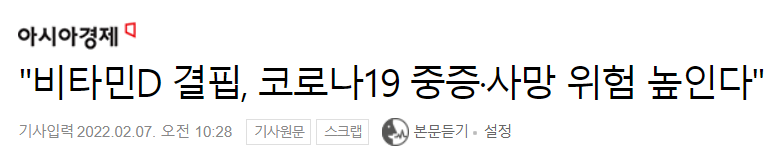 아시아경제
"비타민D 결핍, 코로나19 중증·사망 위험 높인다"
기사입력 2022.02.07. 오전 10:28 기사원문 스크랩 본문듣기 설정